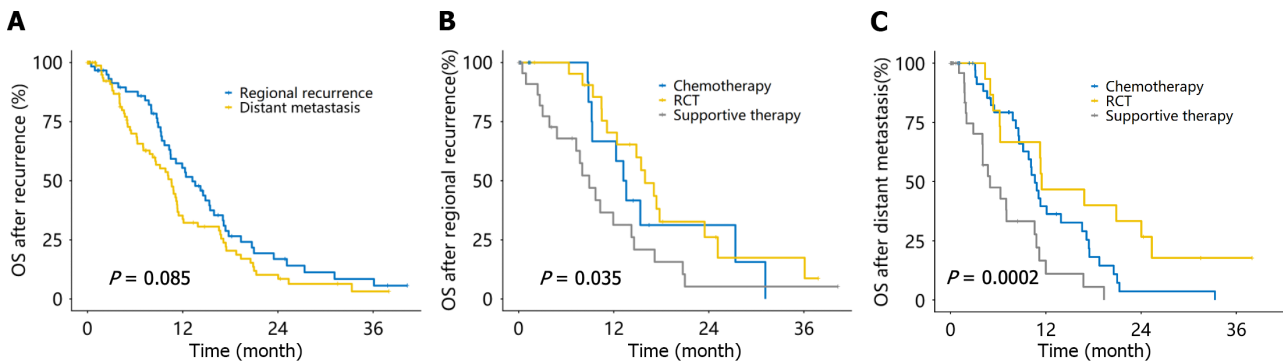 A
OS after recurrence (%)
100
75
50
25
0
Regional recurrence
Distant metastasis
P = 0.085
0 12 24 36
Time (month)
B
OS after regional recurrence(%)
100
75
50
25
0
Chemotherapy
RCT
Supportive therapy
P = 0.035
0 12 24 36
Time (month)
C
OS after distant metastasis(%)
100
75
50
25
0
Chemotherapy
RCT
Supportive therapy
P = 0.0002
0 12 24 36
Time (month)